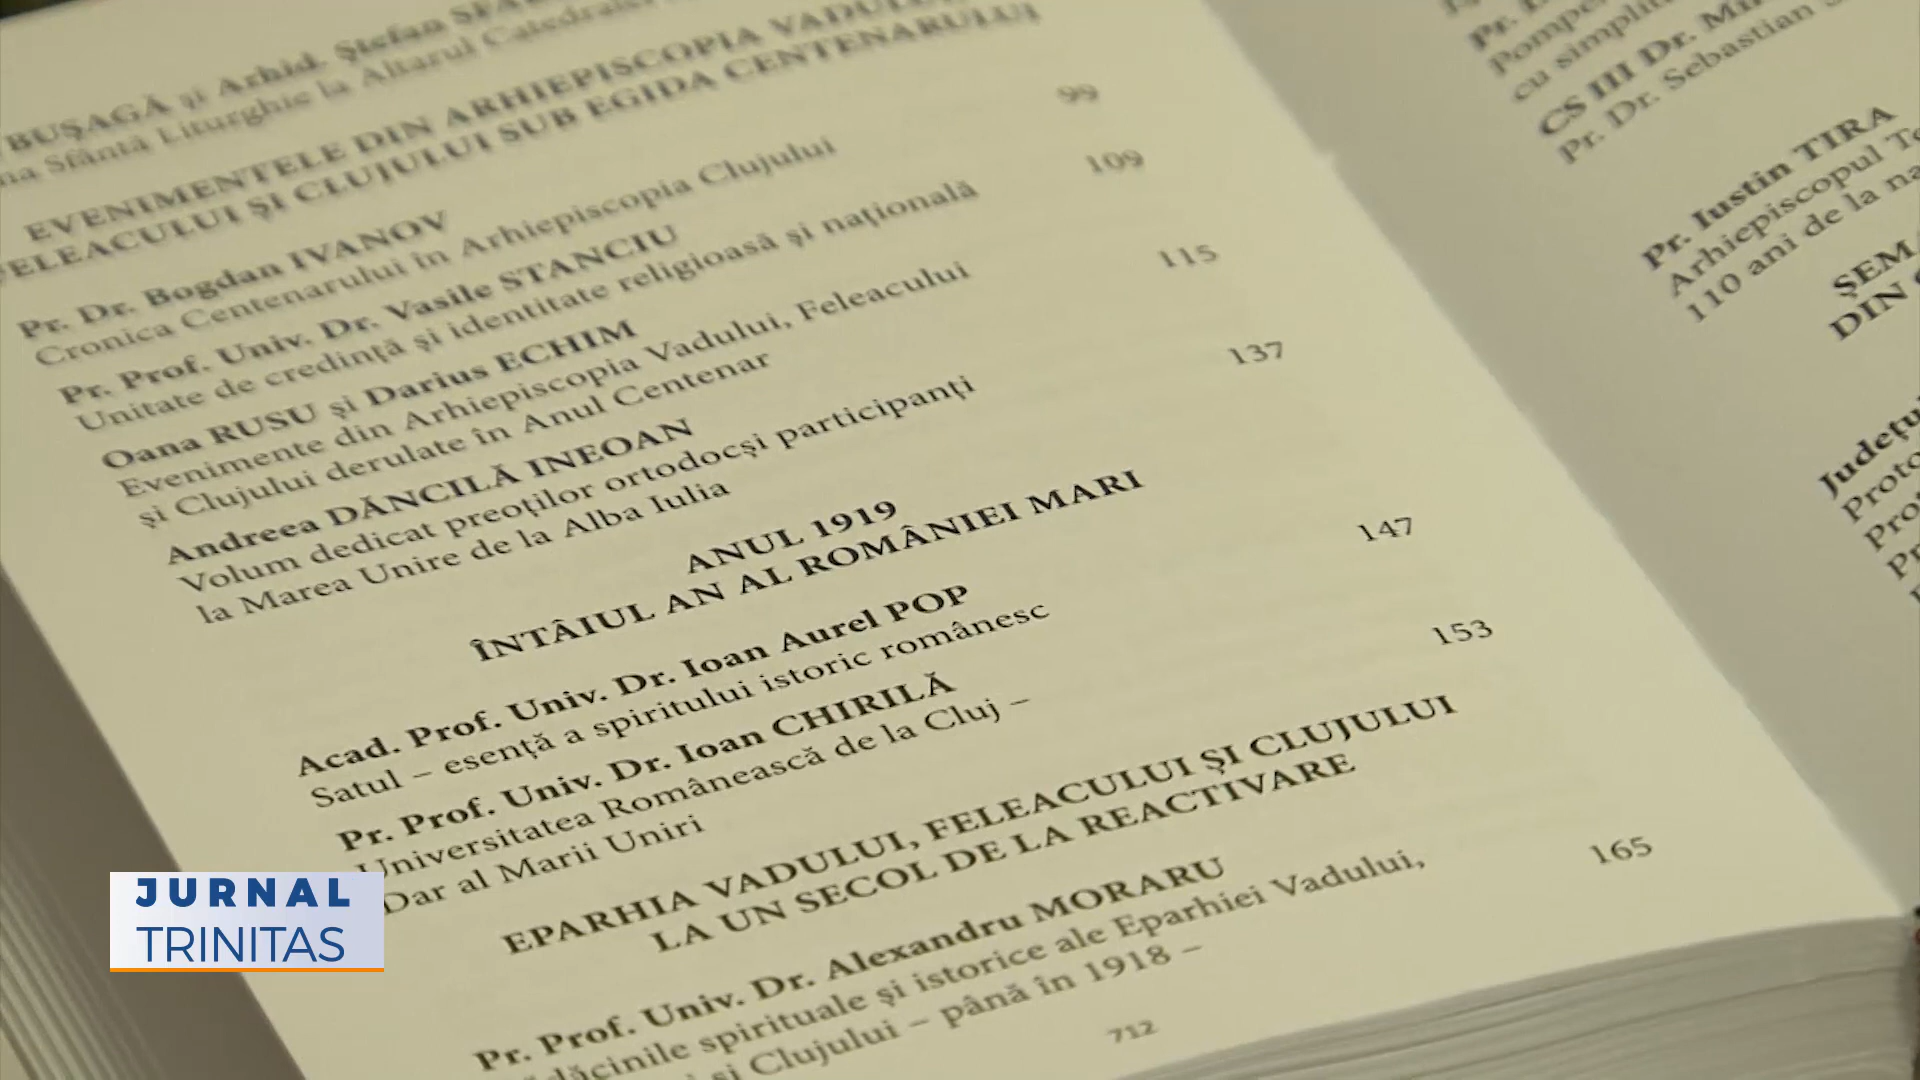 BUȘAGĂ și Arhid. Ștefan
Sfântă Liturghie la Altarul Catedralei
EVENIMENTELE DIN ARHIEPISCOPIA VADULUI
FELEACULUI ȘI CLUJULUI SUB EGIDA CENTENARULUI
Pr. Dr. Bogdan IVANOV
Cronica Centenarului în Arhiepiscopia Clujului 99
Pr. Prof. Univ. Dr. Vasile STANCIU
Unitate de credință și identitate religioasă și națională 109
Oana RUSU și Darius ECHIM
Evenimente din Arhiepiscopia Vadului, Feleacului
și Clujului derulate în Anul Centenar 115
Andreea DĂNCILĂ INEOAN
Volum dedicat preoților ortodocși participanți
la Marea Unire de la Alba Iulia 137
ANUL 1919
ÎNTÂIUL AN AL ROMÂNIEI MARI
Acad. Prof. Univ. Dr. Ioan Aurel POP
Satul – esență a spiritului istoric românesc 147
Pr. Prof. Univ. Dr. Ioan CHIRILĂ
Universitatea Românească de la Cluj –
Dar al Marii Uniri 153
EPARHIA VADULUI, FELEACULUI ȘI CLUJULUI
LA UN SECOL DE LA REACTIVARE
Pr. Prof. Univ. Dr. Alexandru MORARU
spirituale și istorice ale Eparhiei Vadului,
și Clujului – până în 1918 – 165
712
cu
CS III Dr.
Pr. Dr. Sebastian
Pr. Iustin TIRA
Arhiepiscopul
110 ani de la
DIN
JURNAL
TRINITAS